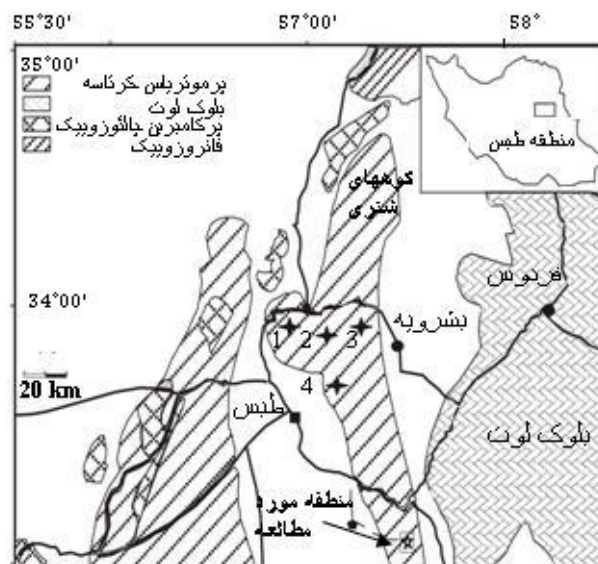 55°30' 57°00' 58°
35°00'
پرموتریاس کرتاسه
بلوک لوت
پرکامبرین پالئوزوییک
فانروزوییک
منطقه طبس
کوههای
شتری
فردوس
34°00'
بشرویه
1 2 3
20 km
4
طبس
بلوک لوت
منطقه مورد
مطالعه